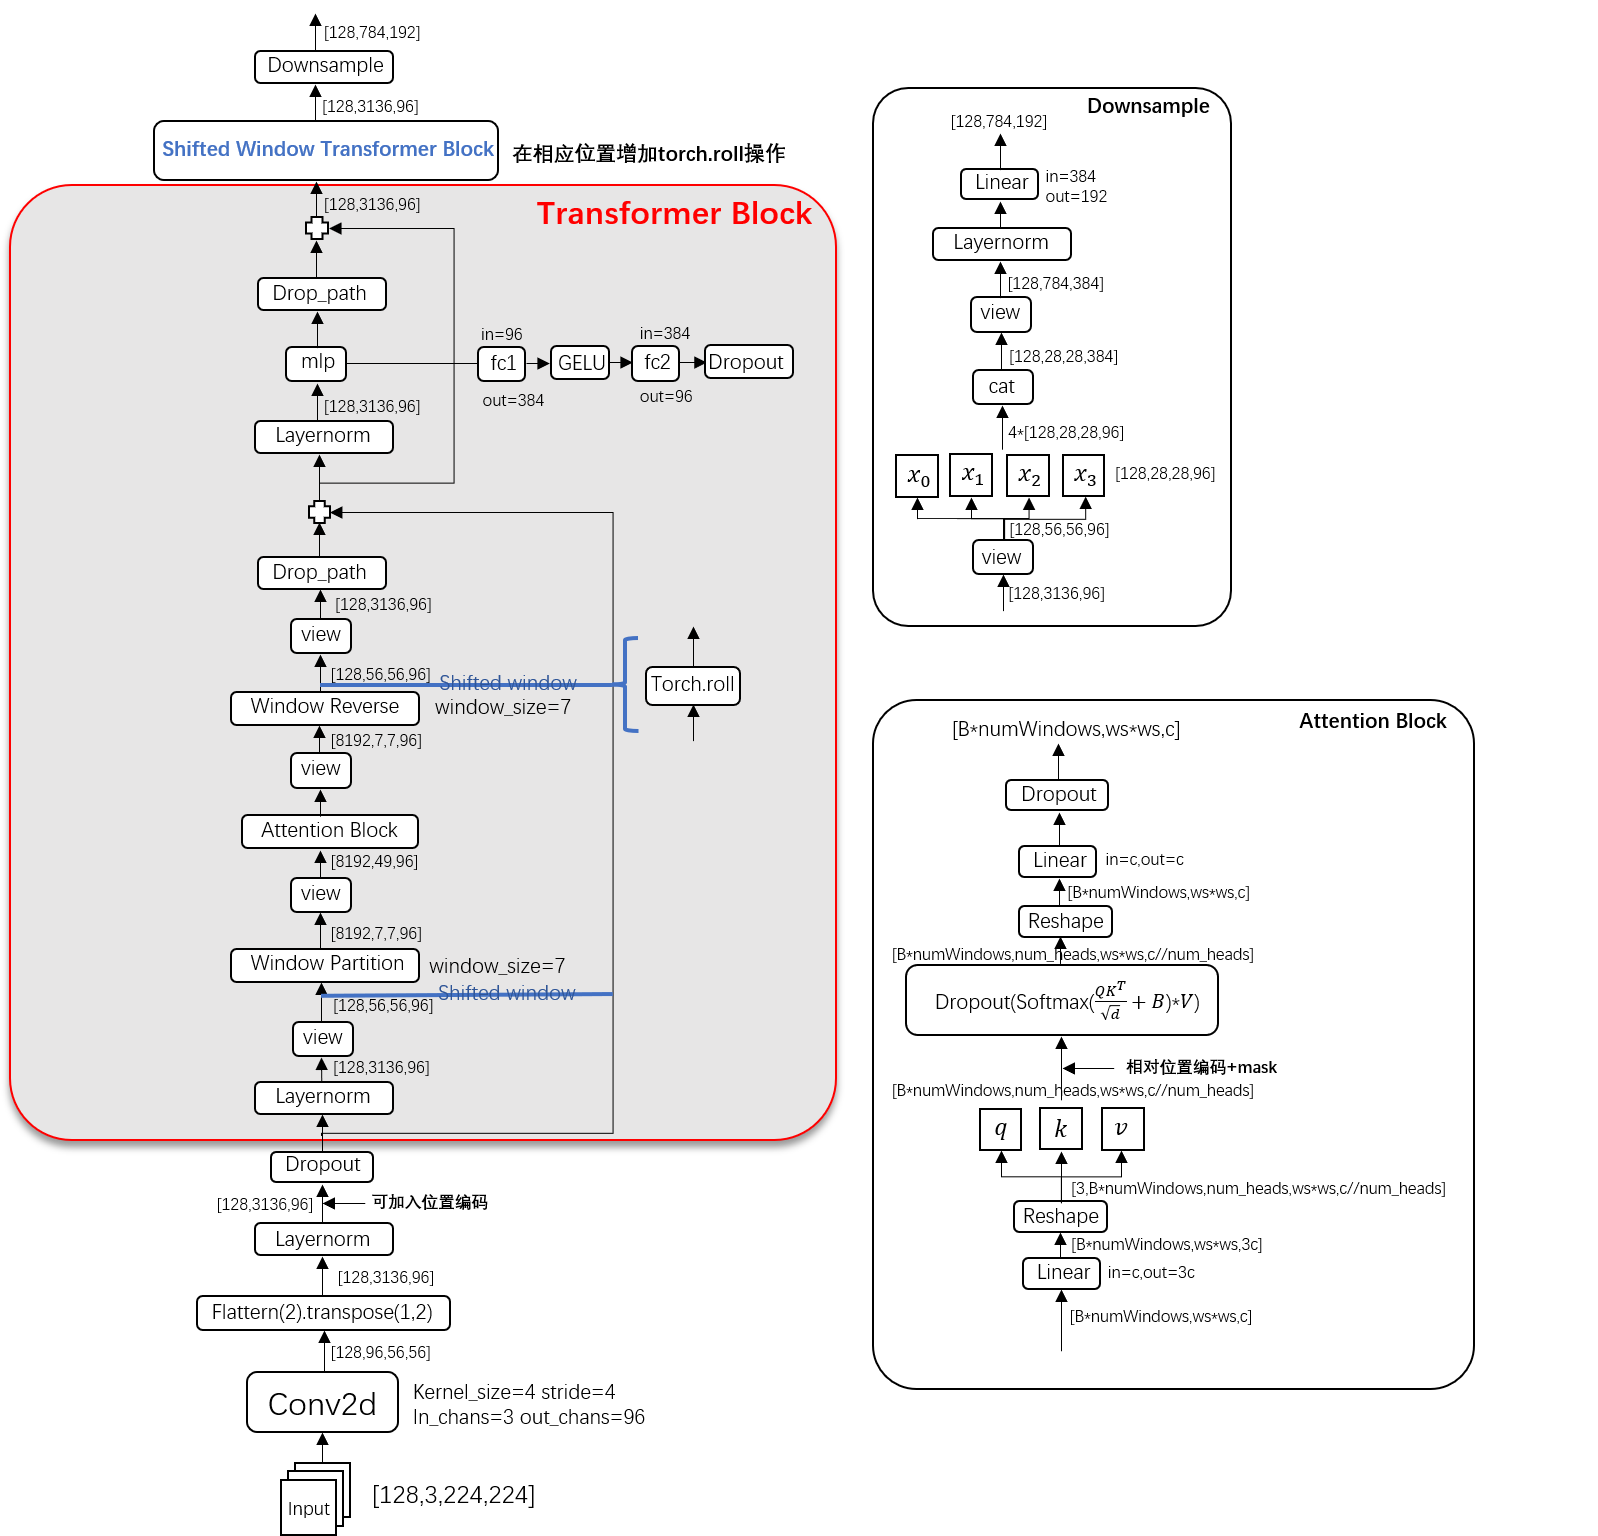 [128,784,192]
Downsample
[128,3136,96]
Shifted Window Transformer Block
在相应位置增加torch.roll操作
Transformer Block
[128,3136,96]
Drop_path
mlp
in=96
fc1
out=384
GELU
in=384
fc2
out=96
Dropout
[128,3136,96]
Layernorm
Drop_path
[128,3136,96]
view
[128,56,56,96]
Shifted window
Window Reverse
window_size=7
Torch.roll
[8192,7,7,96]
view
Attention Block
[8192,49,96]
view
[8192,7,7,96]
Window Partition
window_size=7
Shifted window
[128,56,56,96]
view
[128,3136,96]
Layernorm
Dropout
[128,3136,96]
可加入位置编码
Layernorm
[128,3136,96]
Flattern(2).transpose(1,2)
[128,96,56,56]
Conv2d
Kernel_size=4 stride=4
In_chans=3 out_chans=96
Input
[128,3,224,224]
Downsample
[128,784,192]
Linear
in=384
out=192
Layernorm
[128,784,384]
view
[128,28,28,384]
cat
4*[128,28,28,96]
x₀ x₁ x₂ x₃
[128,28,28,96]
[128,56,56,96]
view
[128,3136,96]
Attention Block
[B*numWindows,ws*ws,c]
Dropout
Linear
in=c,out=c
[B*numWindows,ws*ws,c]
Reshape
[B*numWindows,num_heads,ws*ws,c//num_heads]
Dropout(Softmax(QKᵀ/√d + B)*V)
相对位置编码+mask
[B*numWindows,num_heads,ws*ws,c//num_heads]
q k v
[3,B*numWindows,num_heads,ws*ws,c//num_heads]
Reshape
[B*numWindows,ws*ws,3c]
Linear
in=c,out=3c
[B*numWindows,ws*ws,c]